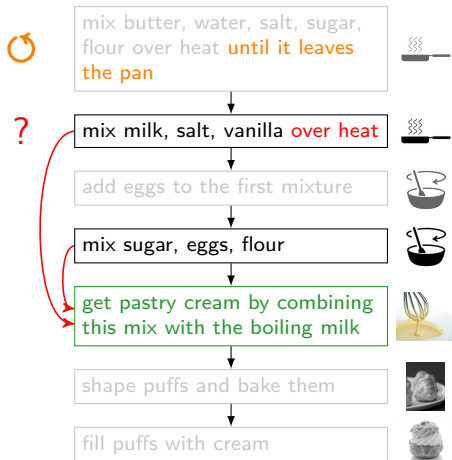 mix butter, water, salt, sugar,
flour over heat until it leaves
the pan
?
mix milk, salt, vanilla over heat
add eggs to the first mixture
mix sugar, eggs, flour
get pastry cream by combining
this mix with the boiling milk
shape puffs and bake them
fill puffs with cream